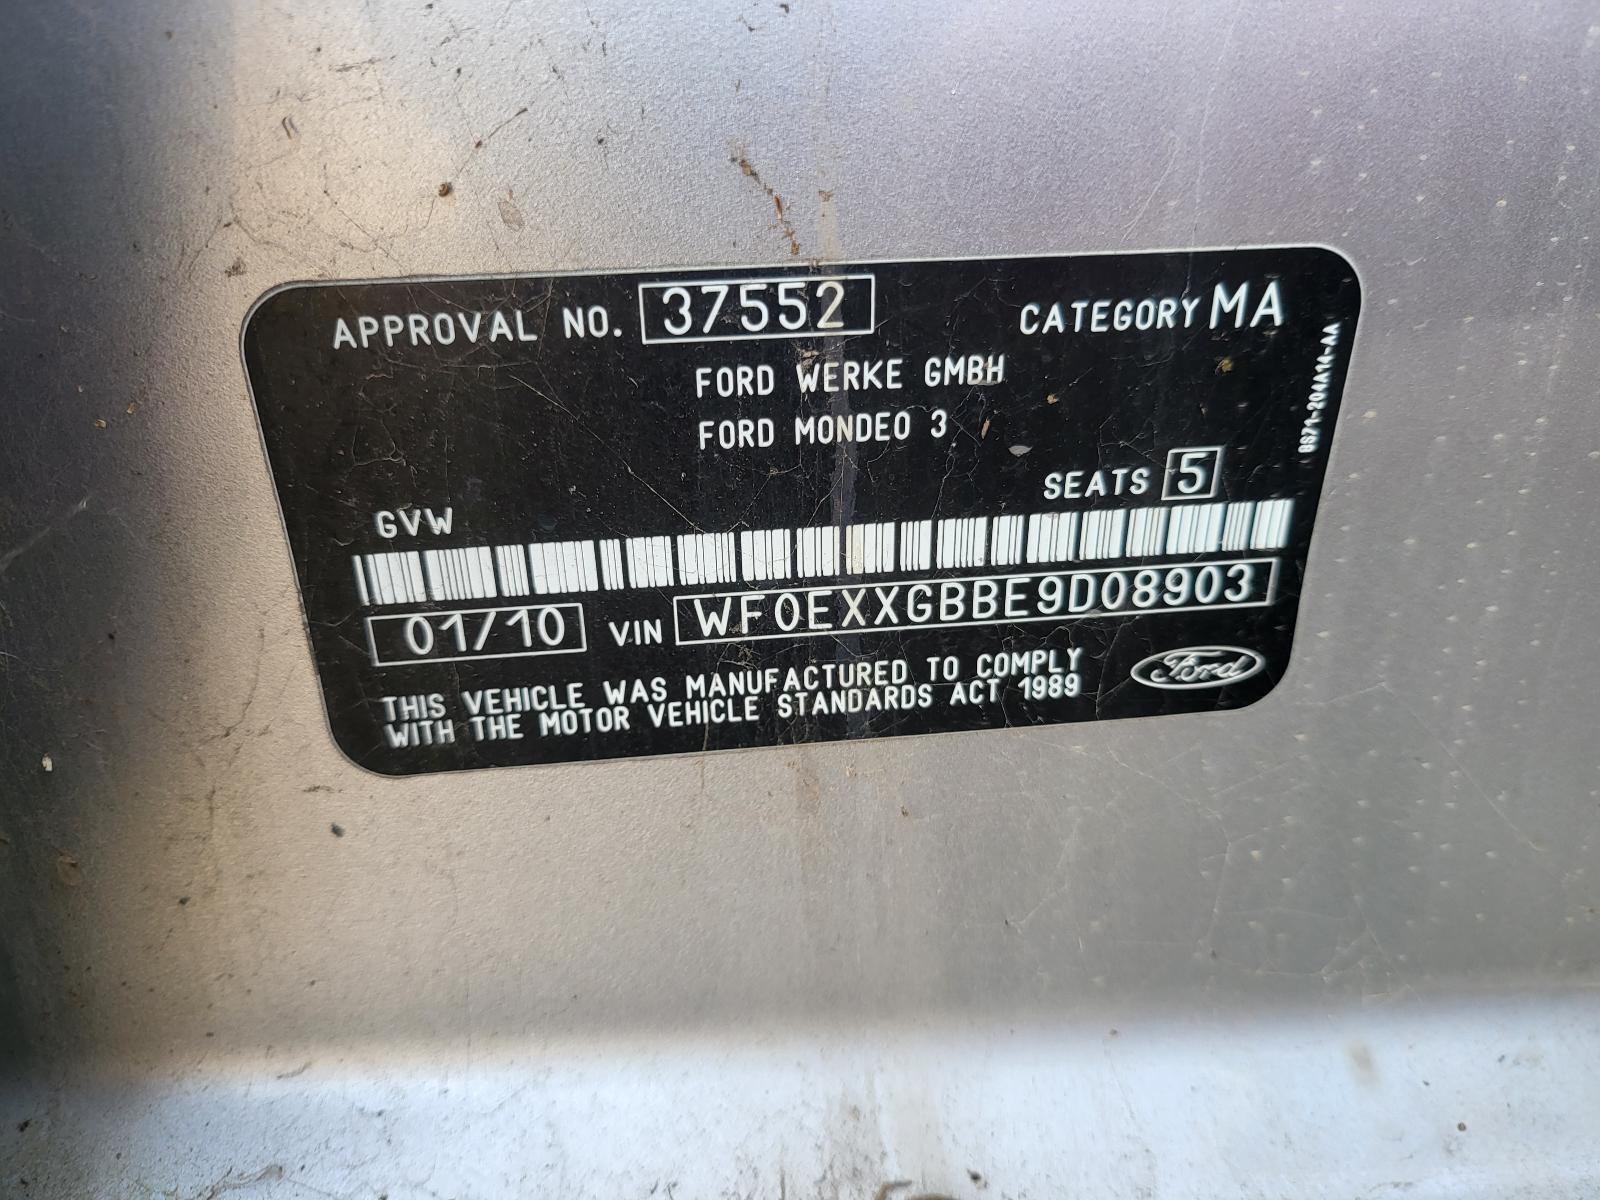 APPROVAL NO. 37552 CATEGORY MA
FORD WERKE GMBH
FORD MONDEO 3
SEATS 5
GVW
01/10 VIN WF0EXXGBBE9D08903
THIS VEHICLE WAS MANUFACTURED TO COMPLY
WITH THE MOTOR VEHICLE STANDARDS ACT 1989
Ford